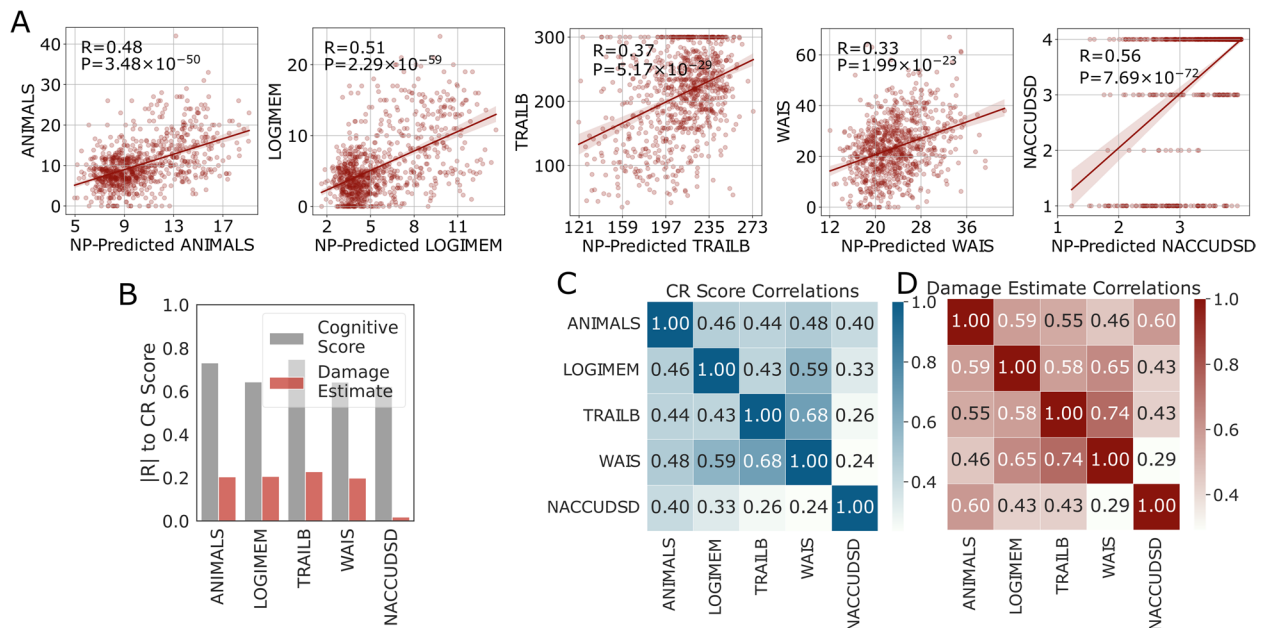 A
ANIMALS
40
30
20
10
0
R=0.48
P=3.48×10⁻⁵⁰
5 9 13 17
NP-Predicted ANIMALS
LOGIMEM
20
10
0
R=0.51
P=2.29×10⁻⁵⁹
2 5 8 11
NP-Predicted LOGIMEM
TRAILB
300
200
100
R=0.37
P=5.17×10⁻²⁹
121 159 197 235 273
NP-Predicted TRAILB
WAIS
60
40
20
0
R=0.33
P=1.99×10⁻²³
12 20 28 36
NP-Predicted WAIS
NACCUDSD
4
3
2
1
R=0.56
P=7.69×10⁻⁷²
1 2 3
NP-Predicted NACCUDSD
B
|R| to CR Score
1.0
0.8
0.6
0.4
0.2
0.0
Cognitive
Score
Damage
Estimate
ANIMALS
LOGIMEM
TRAILB
WAIS
NACCUDSD
C
CR Score Correlations
ANIMALS 1.00 0.46 0.44 0.48 0.40
LOGIMEM 0.46 1.00 0.43 0.59 0.33
TRAILB 0.44 0.43 1.00 0.68 0.26
WAIS 0.48 0.59 0.68 1.00 0.24
NACCUDSD 0.40 0.33 0.26 0.24 1.00
ANIMALS
LOGIMEM
TRAILB
WAIS
NACCUDSD
1.0
0.8
0.6
0.4
D
Damage Estimate Correlations
1.00 0.59 0.55 0.46 0.60
0.59 1.00 0.58 0.65 0.43
0.55 0.58 1.00 0.74 0.43
0.46 0.65 0.74 1.00 0.29
0.60 0.43 0.43 0.29 1.00
ANIMALS
LOGIMEM
TRAILB
WAIS
NACCUDSD
1.0
0.8
0.6
0.4